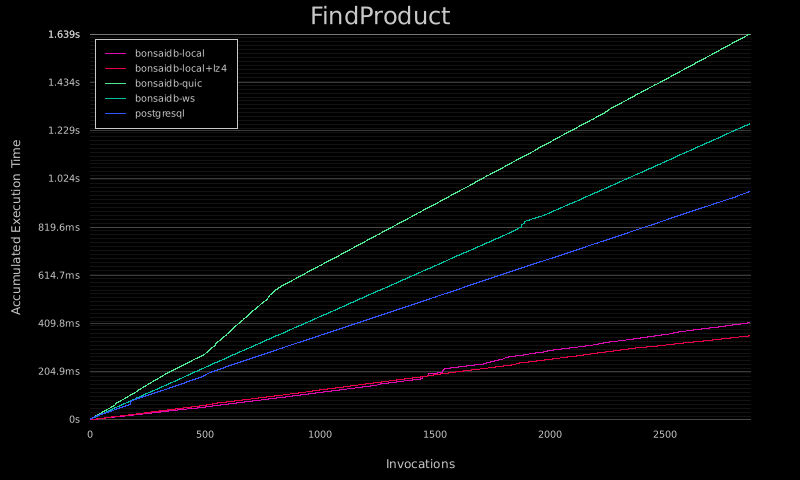 FindProduct
1.639s
1.434s
1.229s
1.024s
819.6ms
614.7ms
409.8ms
204.9ms
0s
Accumulated Execution Time
bonsaidb-local
bonsaidb-local+lz4
bonsaidb-quic
bonsaidb-ws
postgresql
0 500 1000 1500 2000 2500
Invocations